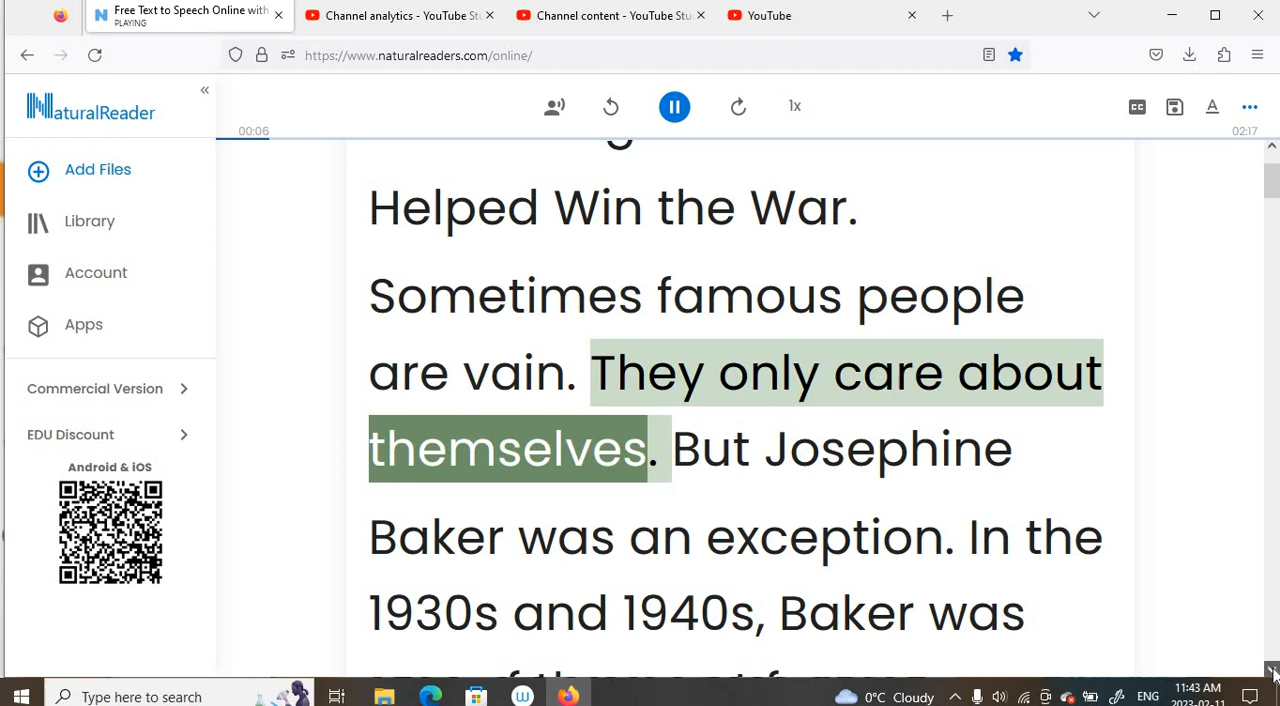 Free Text to Speech Online with
PLAYING
Channel analytics - YouTube Stu
Channel content - YouTube Stu
YouTube
https://www.naturalreaders.com/online/
NaturalReader
«
1x
CC
A
00:06
02:17
Add Files
Library
Account
Apps
Commercial Version
EDU Discount
Android & iOS
Helped Win the War.
Sometimes famous people
are vain. They only care about
themselves. But Josephine
Baker was an exception. In the
1930s and 1940s, Baker was
Type here to search
0°C Cloudy
ENG
11:43 AM
2023-02-11